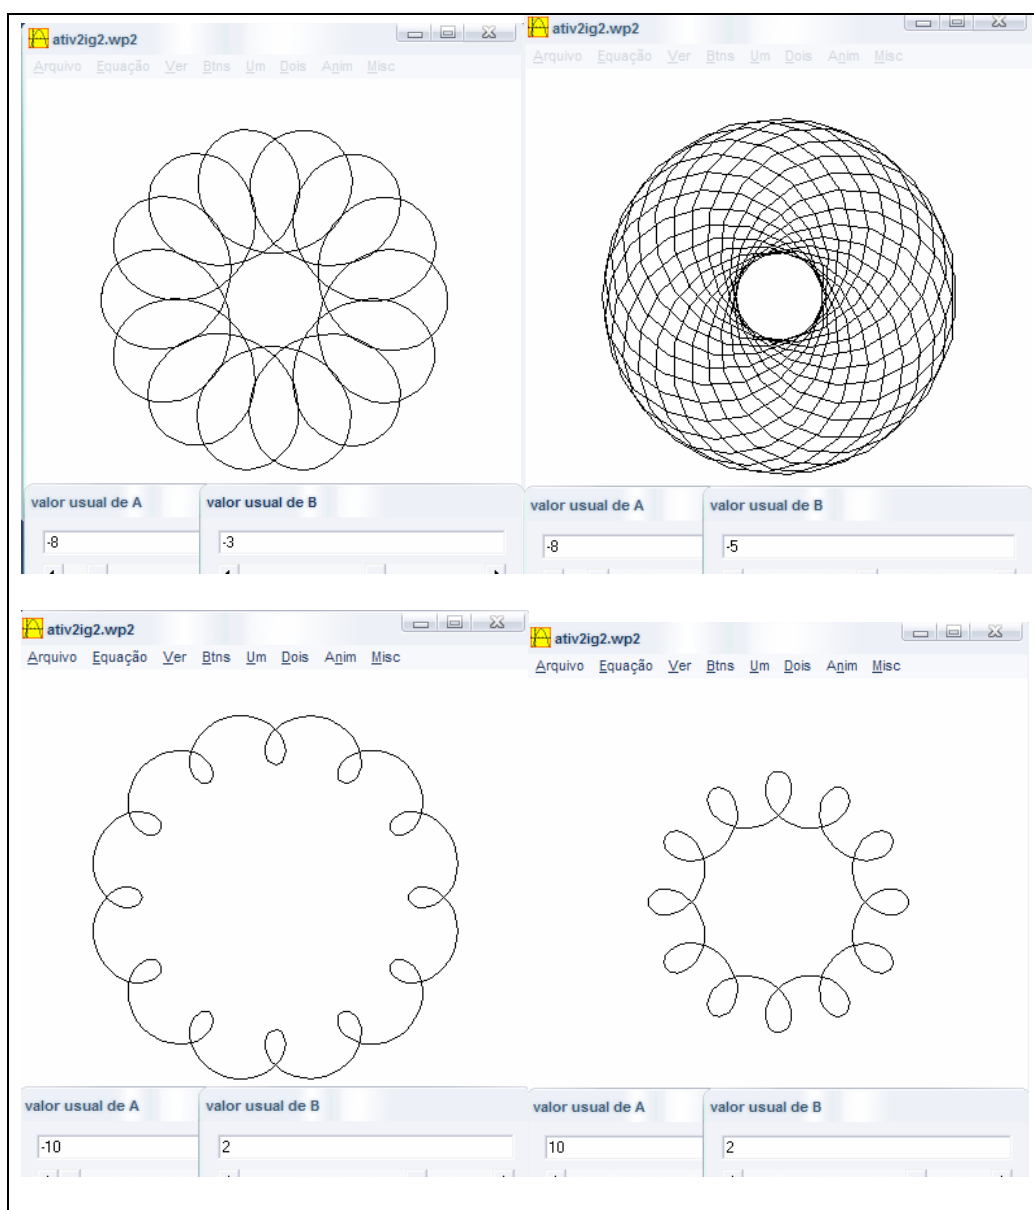 ativ2ig2.wp2
Arquivo Equação Ver Btns Um Dois Anim Misc
valor usual de A
-8
valor usual de B
-3
ativ2ig2.wp2
Arquivo Equação Ver Btns Um Dois Anim Misc
valor usual de A
-8
valor usual de B
-5
ativ2ig2.wp2
Arquivo Equação Ver Btns Um Dois Anim Misc
valor usual de A
-10
valor usual de B
2
ativ2ig2.wp2
Arquivo Equação Ver Btns Um Dois Anim Misc
valor usual de A
10
valor usual de B
2